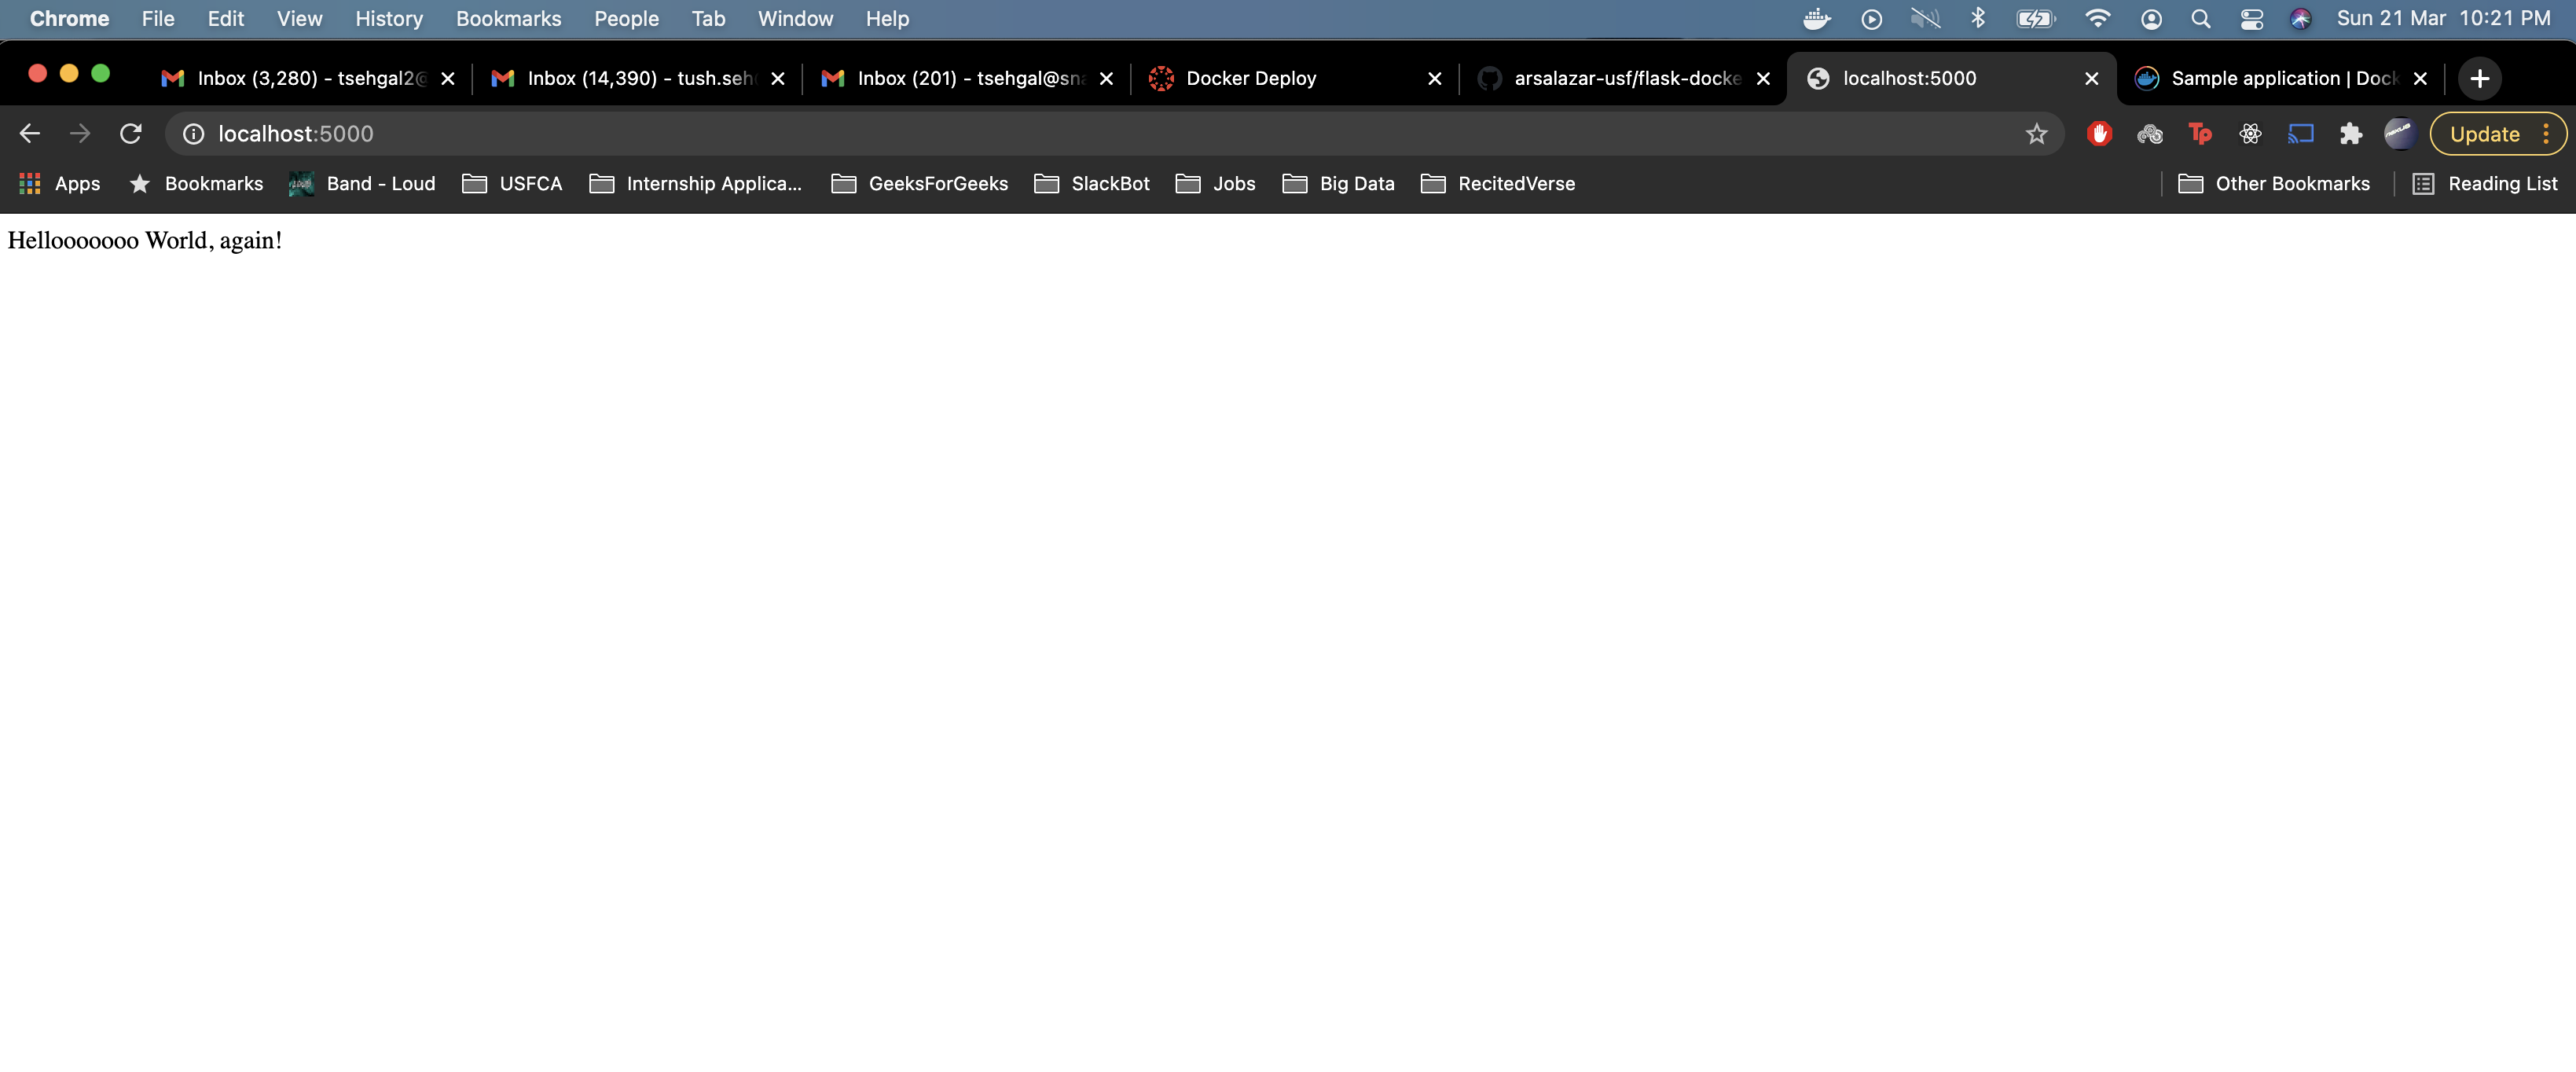 Chrome File Edit View History Bookmarks People Tab Window Help Sun 21 Mar 10:21 PM
Inbox (3,280) - tsehgal2@ Inbox (14,390) - tush.seh Inbox (201) - tsehgal@sna Docker Deploy arsalazar-usf/flask-docke localhost:5000 Sample application | Dock
localhost:5000 Tp Update
Apps Bookmarks Band - Loud USFCA Internship Applica... GeeksForGeeks SlackBot Jobs Big Data RecitedVerse Other Bookmarks Reading List
Hellooooooo World, again!